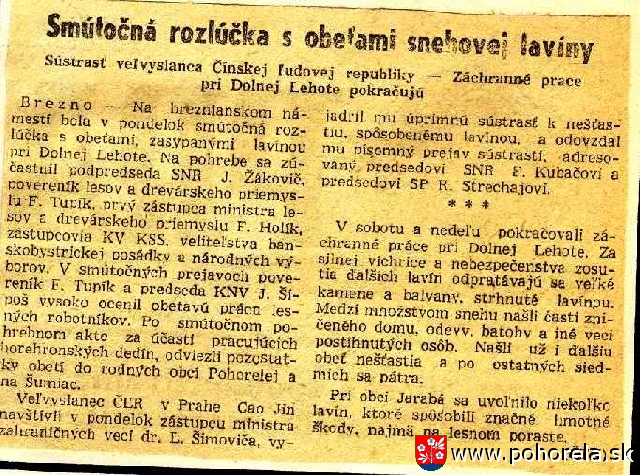 Smútočná rozlúčka s obeťami snehovej lavíny
Sústrasť veľvyslanca Čínskej ľudovej republiky — Záchranné práce
pri Dolnej Lehote pokračujú
Brezno — Na breznianskom ná-
mestí bola v pondelok smútočná roz-
lúčka s obeťami, zasypanými lavínou
pri Dolnej Lehote. Na pohrebe sa zú-
častnil podpredseda SNR J. Žákovič,
povereník lesov a drevárskeho priemys-
lu F. Tupík, prvý zástupca ministra le-
sov a drevárskeho priemyslu F. Holík,
zástupcovia KV KSS, veliteľstva ban-
skobystrickej posádky a národných vý-
borov. V smútočných prejavoch pove-
reník F. Tupík a predseda KNV J. Ši-
poš vysoko ocenil obetavú prácu les-
ných robotníkov. Po smútočnom po-
hrebnom akte za účasti pracujúcich
horehronských dedín, odviezli pozostat-
ky obetí do rodných obcí Pohorelej a
na Šumiac.
Veľvyslanec ČĽR v Prahe Cao Jin
navštívil v pondelok zástupcu ministra
zahraničných vecí dr. L. Šimoviča, vy-
jadril mu úprimnú sústrasť k nešťas-
tiu, spôsobenému lavínou, a odovzdal
mu písomný prejav sústrastí, adreso-
vaný predsedovi SNR F. Kubačovi a
predsedovi SP R. Strechajovi.
* * *
V sobotu a nedeľu pokračovali zá-
chranné práce pri Dolnej Lehote. Za
silnej víchrice a nebezpečenstva zosu-
tia ďalších lavín odpratávajú sa veľké
kamene a balvany, strhnuté lavínou.
Medzi množstvom snehu našli časti zni-
čeného domu, odevy, batohy a iné veci
postihnutých osôb. Našli už i ďalšiu
obeť nešťastia a po ostatných sied-
mich sa pátra.
Pri obci Jarabá sa uvoľnilo niekoľko
lavín, ktoré spôsobili značné hmotné
škody, najmä na lesnom poraste.
www.pohorela.sk